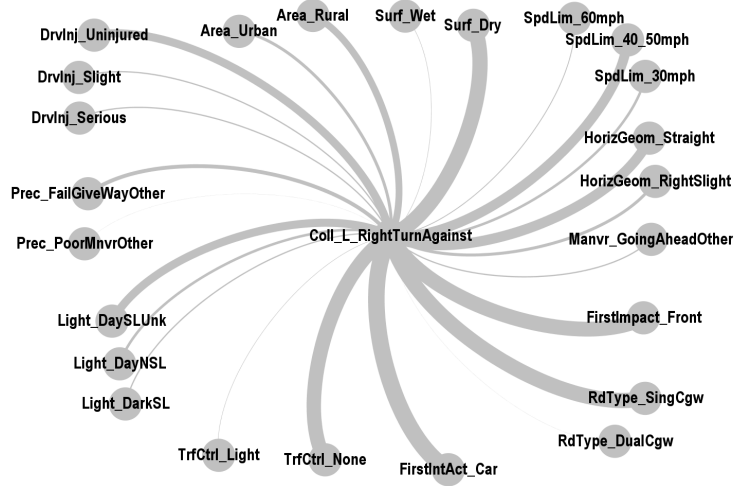 SpdLim_60mph
Area_Rural
Surf_Wet
Surf_Dry
Area_Urban
DrvInj_Uninjured
SpdLim_40_50mph
DrvInj_Slight
SpdLim_30mph
DrvInj_Serious
HorizGeom_Straight
HorizGeom_RightSlight
Prec_FailGiveWayOther
Coll_L_RightTurnAgainst
Manvr_GoingAheadOther
Prec_PoorMnvrOther
FirstImpact_Front
Light_DaySLUnk
Light_DayNSL
RdType_SingCgw
Light_DarkSL
RdType_DualCgw
TrfCtrl_Light
TrfCtrl_None
FirstIntAct_Car